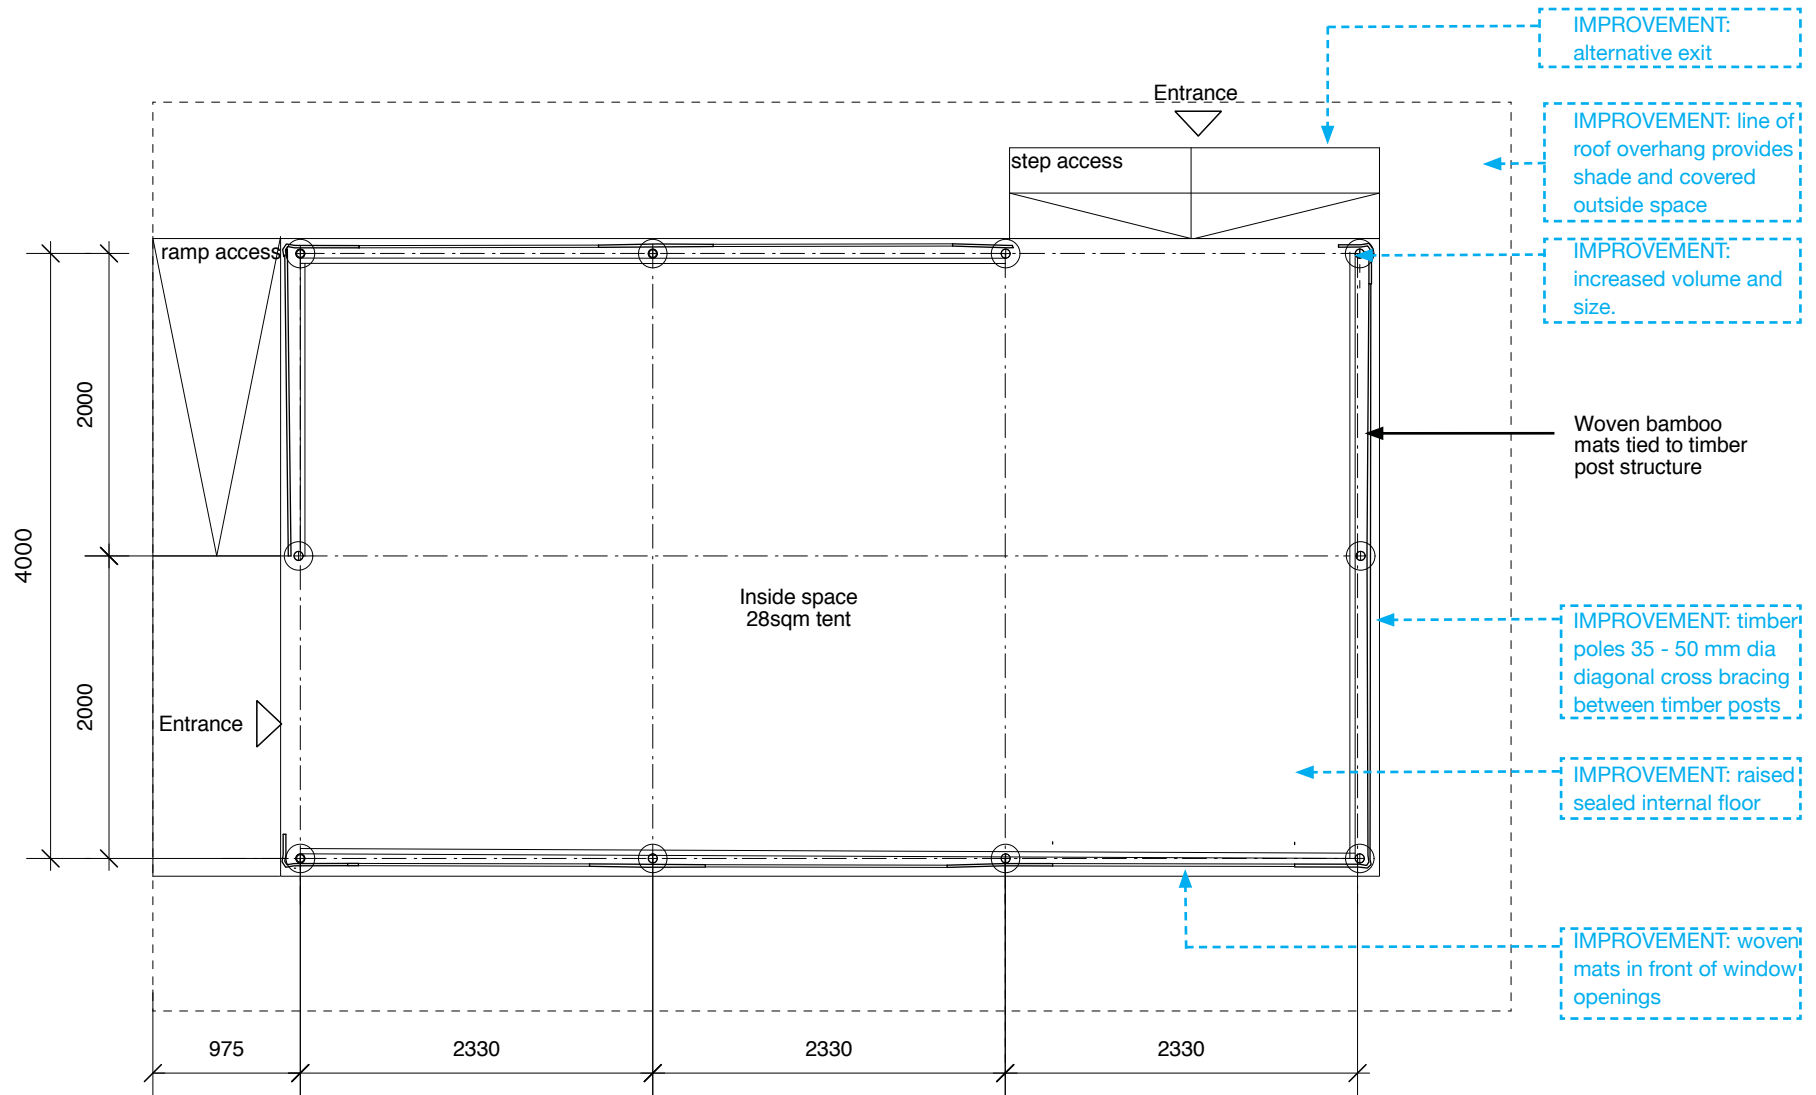 IMPROVEMENT:
alternative exit
Entrance
IMPROVEMENT: line of
roof overhang provides
shade and covered
outside space
step access
ramp access
IMPROVEMENT:
increased volume and
size.
2000
Woven bamboo
mats tied to timber
post structure
4000
Inside space
28sqm tent
IMPROVEMENT: timber
poles 35 - 50 mm dia
diagonal cross bracing
between timber posts
2000
Entrance
IMPROVEMENT: raised
sealed internal floor
IMPROVEMENT: woven
mats in front of window
openings
975
2330
2330
2330